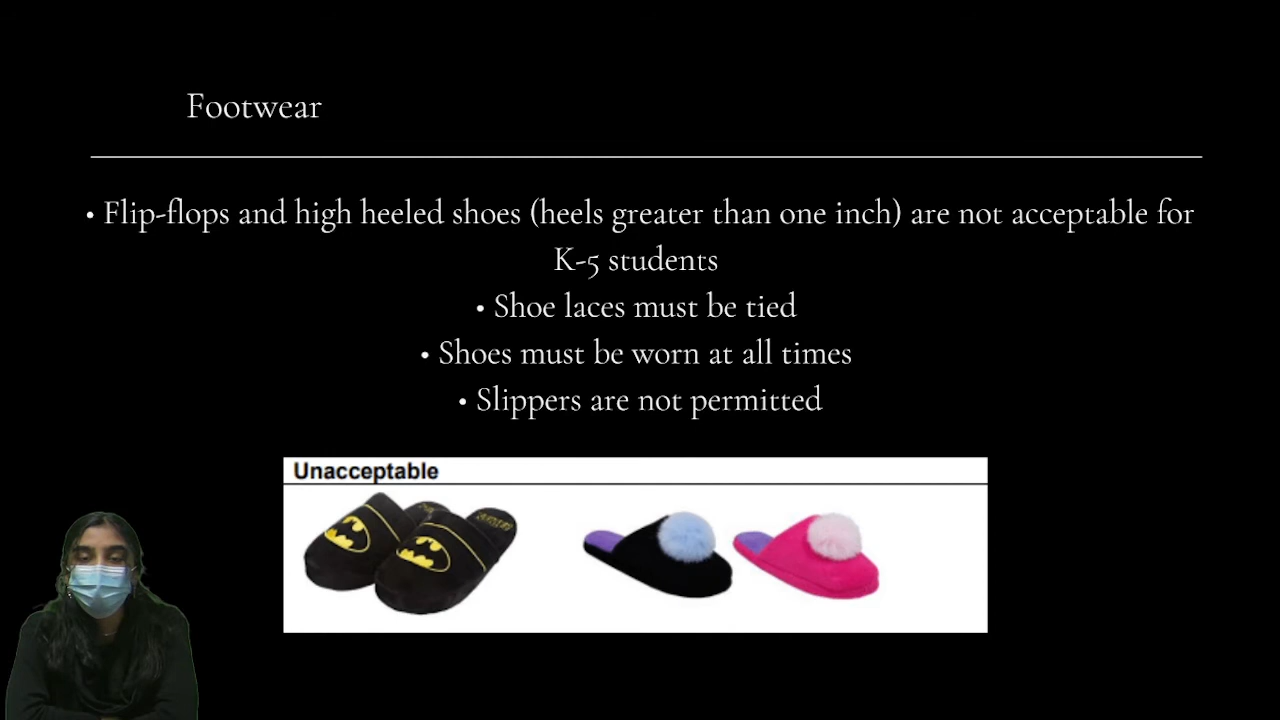 Footwear
• Flip-flops and high heeled shoes (heels greater than one inch) are not acceptable for
K-5 students
• Shoe laces must be tied
• Shoes must be worn at all times
• Slippers are not permitted
Unacceptable